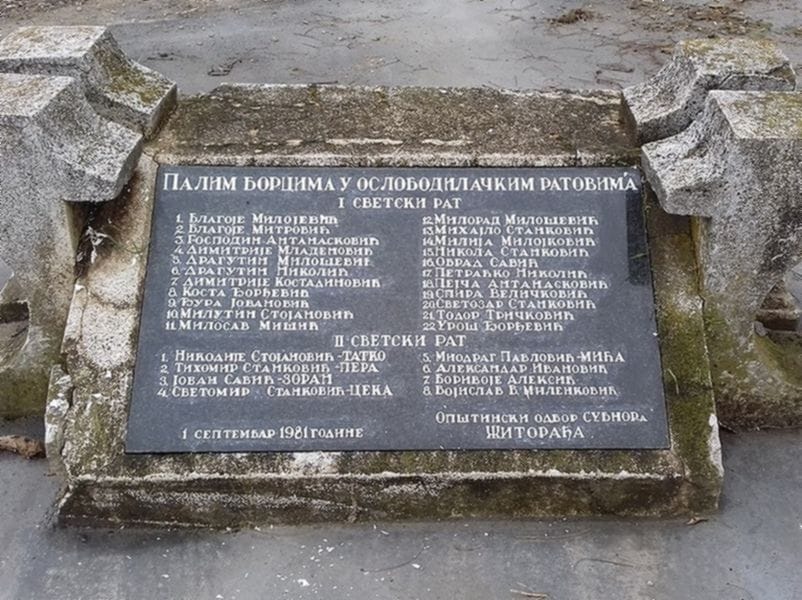 ПАЛИМ БОРЦИМА У ОСЛОБОДИЛАЧКИМ РАТОВИМА
I СВЕТСКИ РАТ
1. БЛАГОЈЕ МИЛОЈЕВИЋ
2. БЛАГОЈЕ МИТРОВИЋ
3. ГОСПОДИН АНТАНАСКОВИЋ
4. ДИМИТРИЈЕ МЛАДЕНОВИЋ
5. ДРАГУТИН МИЛОШЕВИЋ
6. ДРАГУТИН НИКОЛИЋ
7. ДИМИТРИЈЕ КОСТАДИНОВИЋ
8. КОСТА ЂОРЂЕВИЋ
9. ЂУРА ЈОВАНОВИЋ
10. МИЛУТИН СТОЈАНОВИЋ
11. МИЛОСАВ МИШИЋ
12. МИЛОРАД МИЛОШЕВИЋ
13. МИХАЈЛО СТАНКОВИЋ
14. МИЛИЈА МИЛОЈКОВИЋ
15. НИКОЛА СТАНКОВИЋ
16. ОБРАД САВИЋ
17. ПЕТРАЋКО НИКОЛИЋ
18. ПЕЈЧА АНТАНАСКОВИЋ
19. СПИРА ВЕЛИЧКОВИЋ
20. СВЕТОЗАР СТАНКОВИЋ
21. ТОДОР ТРИЧКОВИЋ
22. УРОШ ЂОРЂЕВИЋ
II СВЕТСКИ РАТ
1. НИКОДИЈЕ СТОЈАНОВИЋ-ТАТКО
2. ТИХОМИР СТАНКОВИЋ-ПЕРА
3. ЈОВАН САВИЋ-ЗОРАН
4. СВЕТОМИР СТАНКОВИЋ-ЦЕКА
5. МИОДРАГ ПАВЛОВИЋ-МИЋА
6. АЛЕКСАНДАР ИВАНОВИЋ
7. БОРИВОЈЕ АЛЕКСИЋ
8. ВОЈИСЛАВ В. МИЛЕНКОВИЋ
1 СЕПТЕМБАР 1981 ГОДИНЕ
ОПШТИНСКИ ОДБОР СУБНОРА
ЖИТОРАЂА